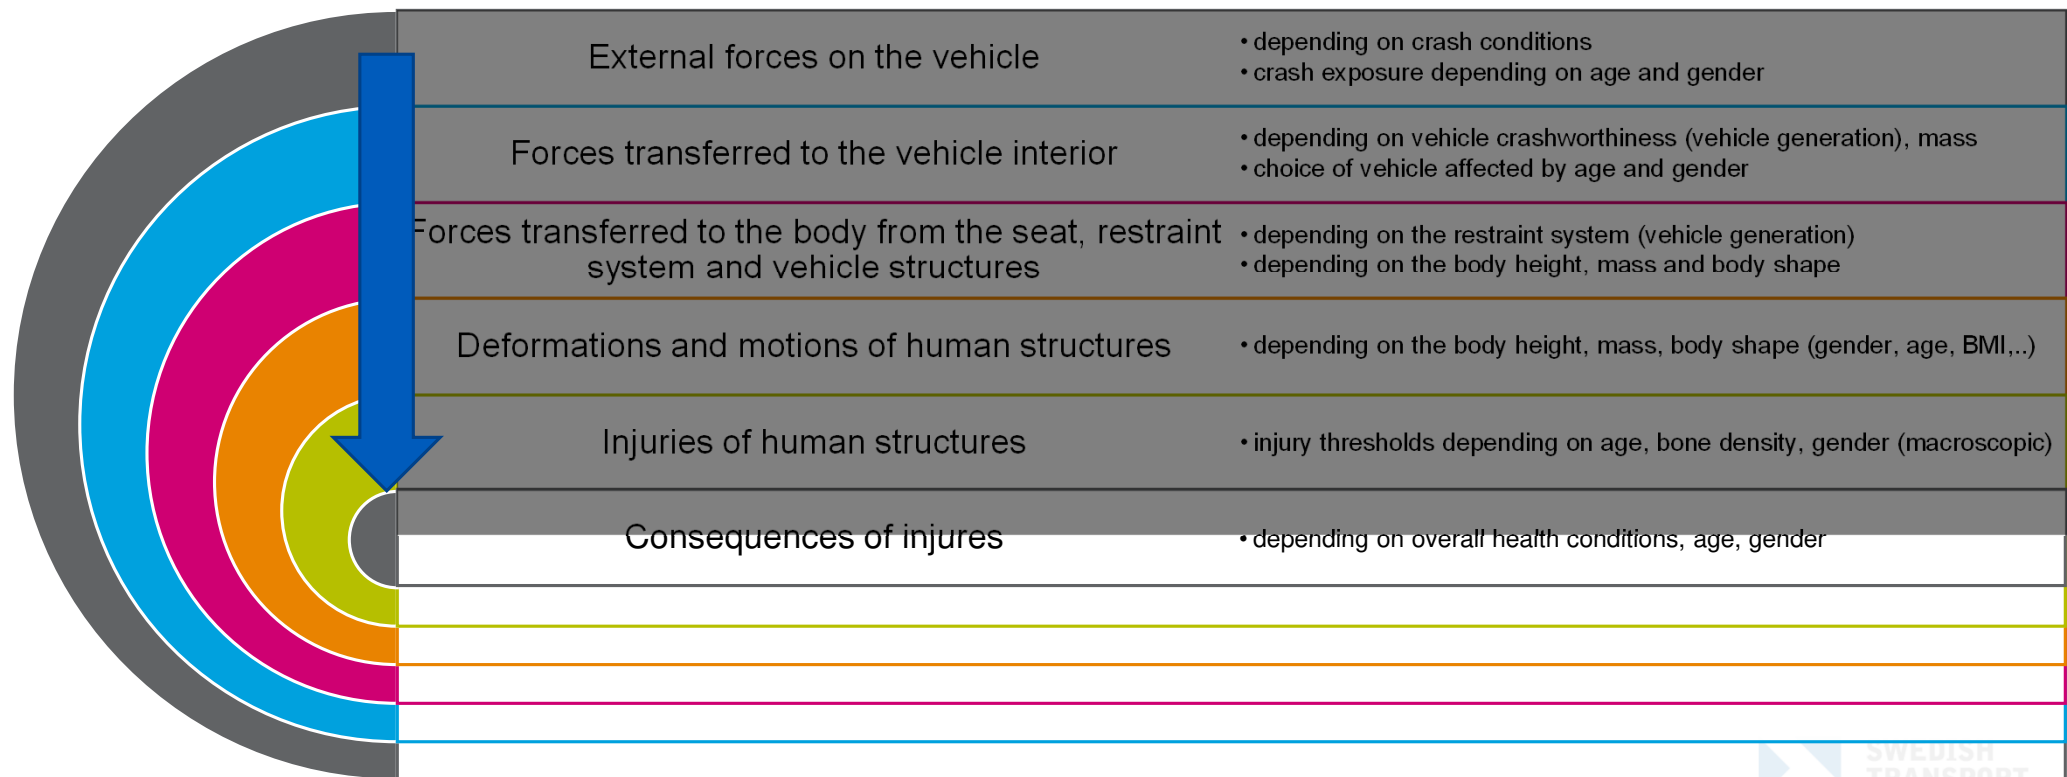 External forces on the vehicle
• depending on crash conditions
• crash exposure depending on age and gender
Forces transferred to the vehicle interior
• depending on vehicle crashworthiness (vehicle generation), mass
• choice of vehicle affected by age and gender
Forces transferred to the body from the seat, restraint
system and vehicle structures
• depending on the restraint system (vehicle generation)
• depending on the body height, mass and body shape
Deformations and motions of human structures
• depending on the body height, mass, body shape (gender, age, BMI,..)
Injuries of human structures
• injury thresholds depending on age, bone density, gender (macroscopic)
Consequences of injures
• depending on overall health conditions, age, gender
SWEDISH
TRANSPORT